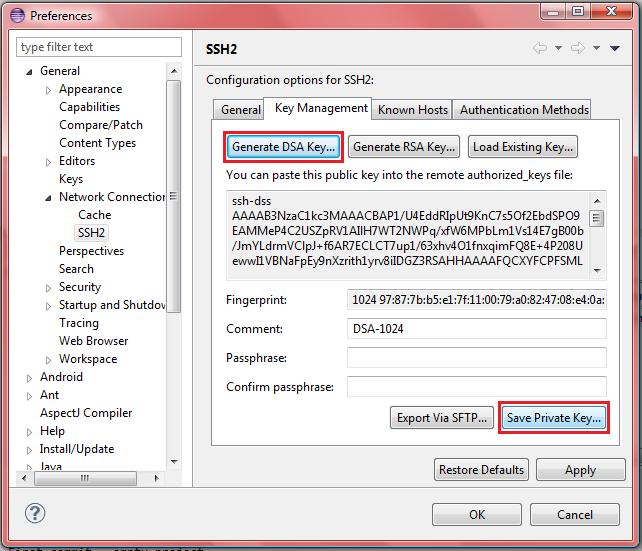 Preferences
type filter text
General
Appearance
Capabilities
Compare/Patch
Content Types
Editors
Keys
Network Connection
Cache
SSH2
Perspectives
Search
Security
Startup and Shutdow
Tracing
Web Browser
Workspace
Android
Ant
AspectJ Compiler
Help
Install/Update
Java
SSH2
Configuration options for SSH2:
General
Key Management
Known Hosts
Authentication Methods
Generate DSA Key...
Generate RSA Key...
Load Existing Key...
You can paste this public key into the remote authorized_keys file:
ssh-dss
AAAAB3NzaC1kc3MAAACBAP1/U4EddRIpUt9KnC7s5Of2EbdSPO9
EAMMeP4C2USZpRV1AIlH7WT2NWPq/xfW6MPbLm1Vs14E7gB00b
/JmYLdrmVClpJ+f6AR7ECLCT7up1/63xhv4O1fnxqimFQ8E+4P208U
ewwI1VBNaFpEy9nXzrith1yrv8iIDGZ3RSAHHAAAAFQCXYFCPFSML
Fingerprint:
1024 97:87:7b:b5:e1:7f:11:00:79:a0:82:47:08:e4:0a:
Comment:
DSA-1024
Passphrase:
Confirm passphrase:
Export Via SFTP...
Save Private Key...
Restore Defaults
Apply
OK
Cancel